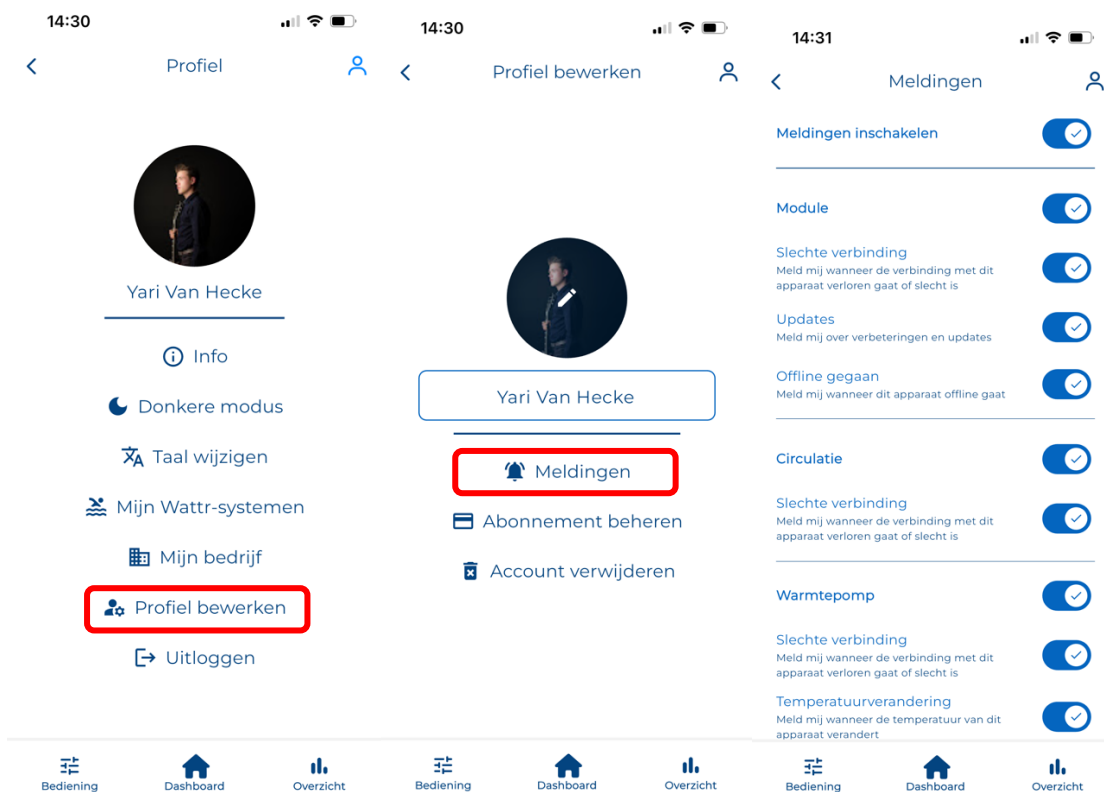 14:30
Profiel
Yari Van Hecke
Info
Donkere modus
Taal wijzigen
Mijn Wattr-systemen
Mijn bedrijf
Profiel bewerken
Uitloggen
Bediening
Dashboard
Overzicht
14:30
Profiel bewerken
Yari Van Hecke
Meldingen
Abonnement beheren
Account verwijderen
Bediening
Dashboard
Overzicht
14:31
Meldingen
Meldingen inschakelen
Module
Slechte verbinding
Meld mij wanneer de verbinding met dit
apparaat verloren gaat of slecht is
Updates
Meld mij over verbeteringen en updates
Offline gegaan
Meld mij wanneer dit apparaat offline gaat
Circulatie
Slechte verbinding
Meld mij wanneer de verbinding met dit
apparaat verloren gaat of slecht is
Warmtepomp
Slechte verbinding
Meld mij wanneer de verbinding met dit
apparaat verloren gaat of slecht is
Temperatuurverandering
Meld mij wanneer de temperatuur van dit
apparaat verandert
Bediening
Dashboard
Overzicht